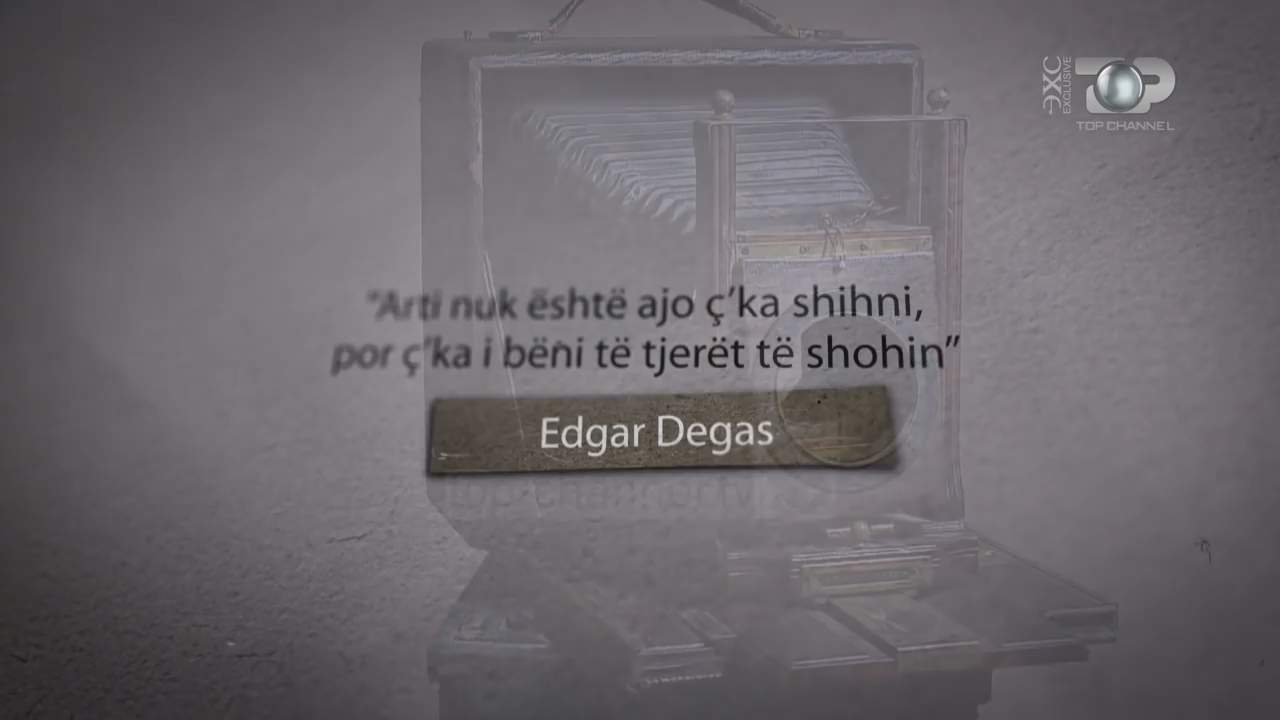 “Arti nuk është ajo ç’ka shihni,
por ç’ka i bëni të tjerët të shohin”
Edgar Degas
EXC
EXCLUSIVE
TOP CHANNEL